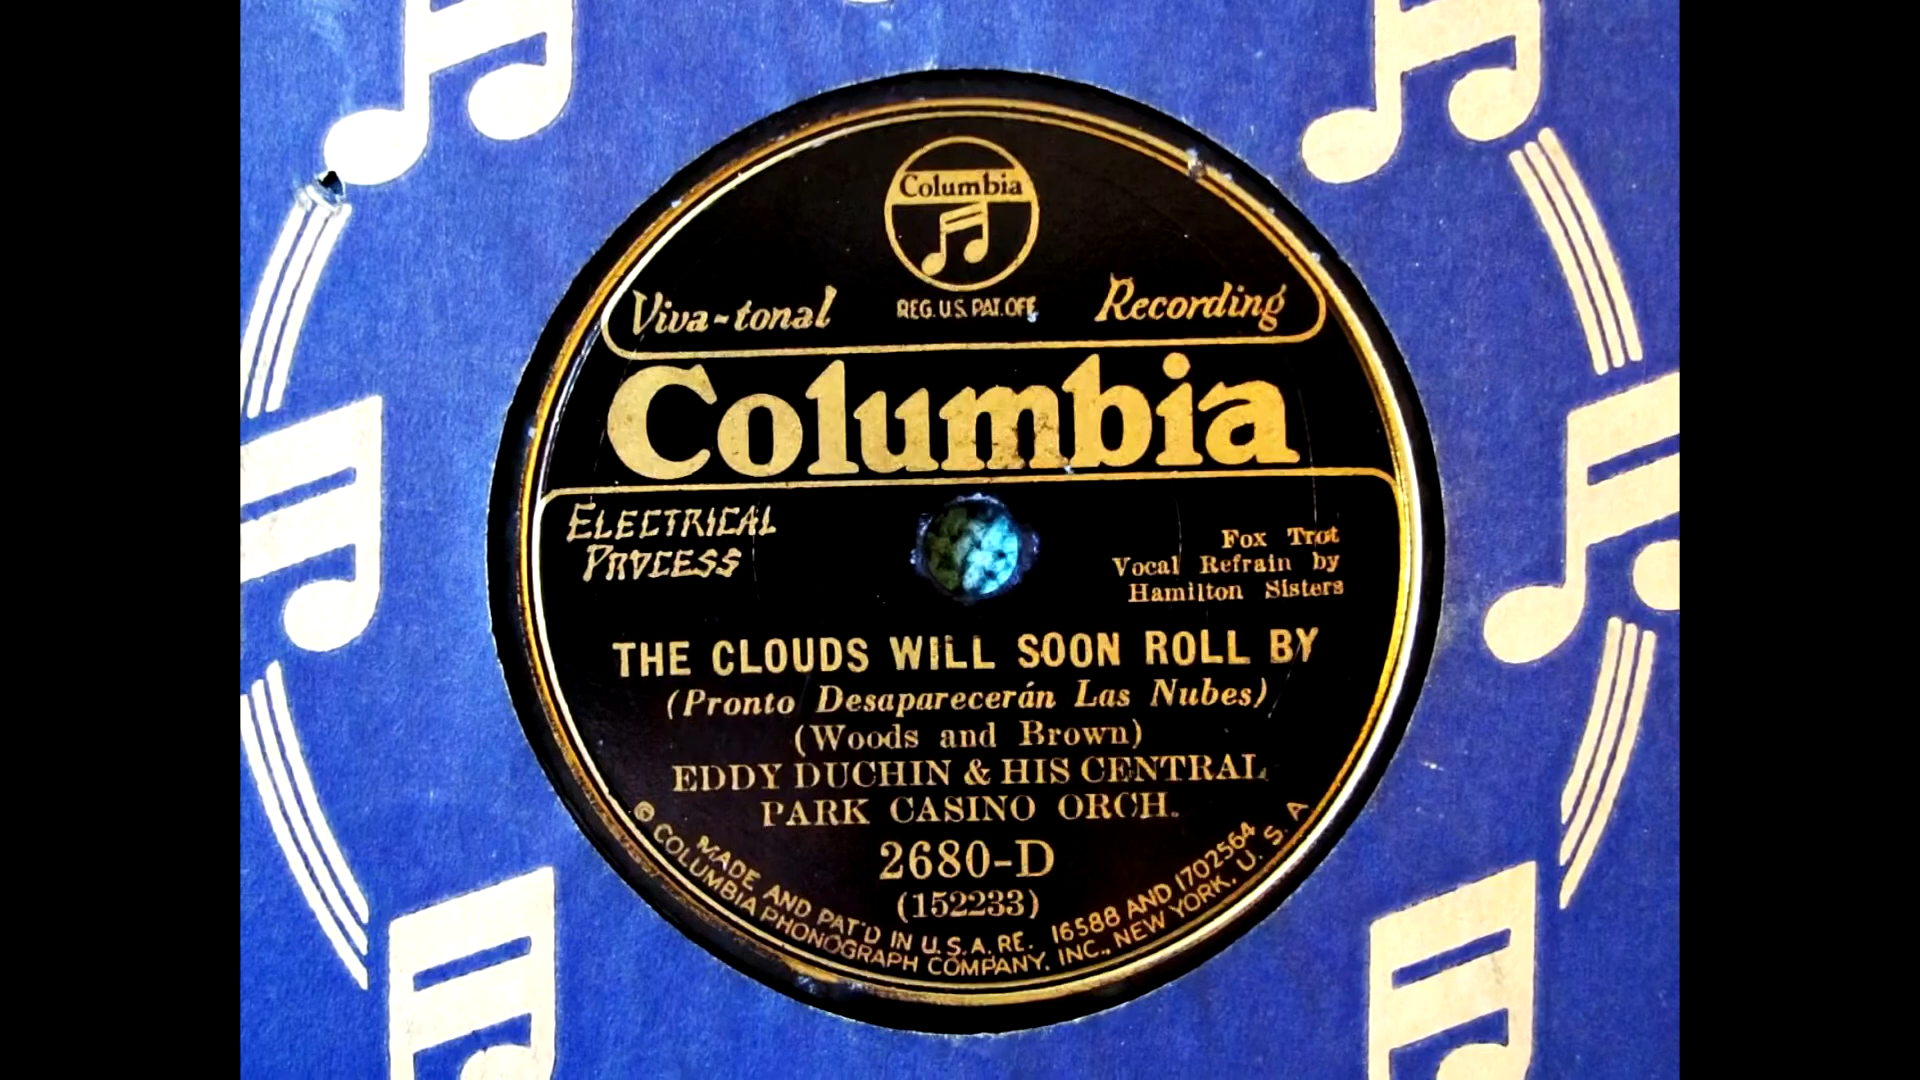 Columbia
Viva-tonal
REG. U.S. PAT. OFF.
Recording
Columbia
ELECTRICAL
PROCESS
Fox Trot
Vocal Refrain by
Hamilton Sisters
THE CLOUDS WILL SOON ROLL BY
(Pronto Desaparecerán Las Nubes)
(Woods and Brown)
EDDY DUCHIN & HIS CENTRAL
PARK CASINO ORCH.
2680-D
(152233)
MADE AND PAT'D IN U.S.A. RE. 16588 AND 1702564
© COLUMBIA PHONOGRAPH COMPANY, INC., NEW YORK, U. S. A